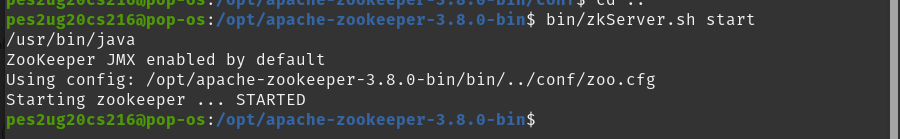 pes2ug20cs216@pop-os:/opt/apache-zookeeper-3.8.0-bin/conf$ cd ..
pes2ug20cs216@pop-os:/opt/apache-zookeeper-3.8.0-bin$ bin/zkServer.sh start
/usr/bin/java
ZooKeeper JMX enabled by default
Using config: /opt/apache-zookeeper-3.8.0-bin/bin/../conf/zoo.cfg
Starting zookeeper ... STARTED
pes2ug20cs216@pop-os:/opt/apache-zookeeper-3.8.0-bin$